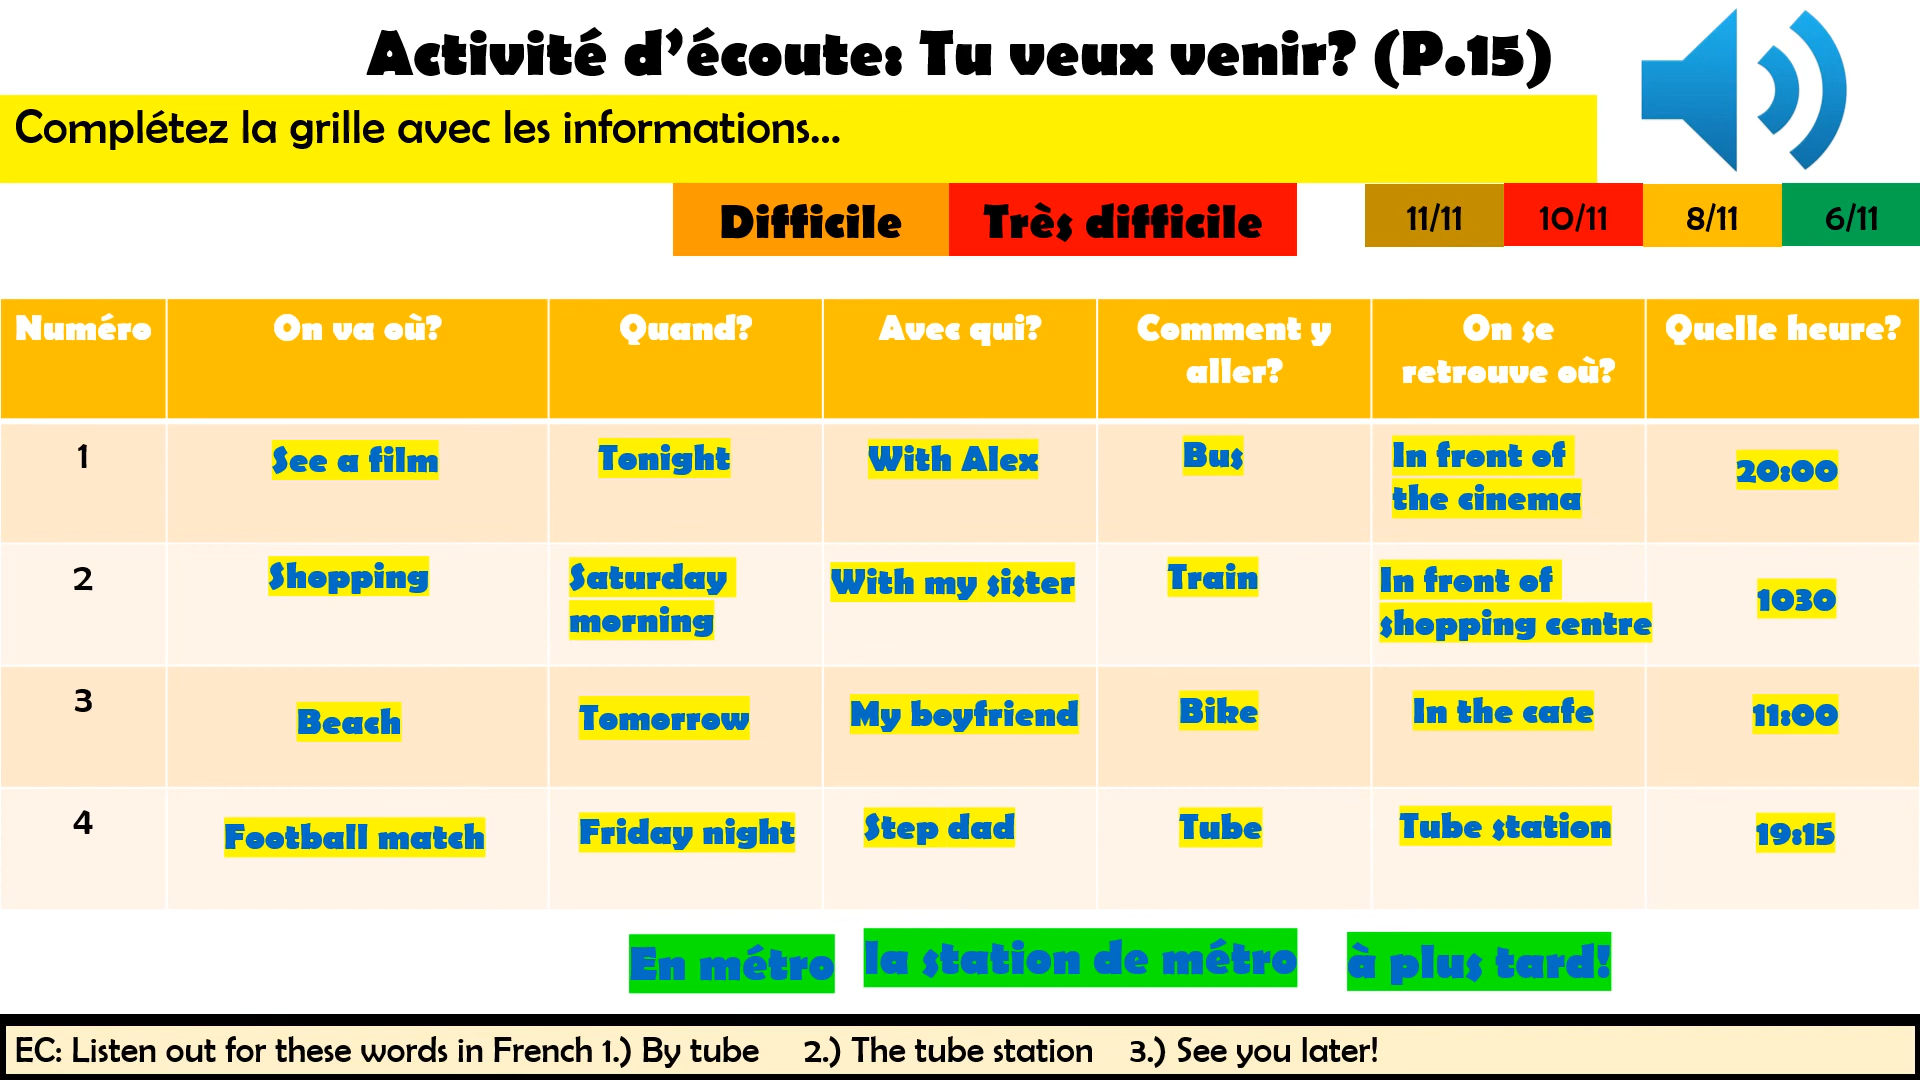 Activité d'écoute: Tu veux venir? (P.15)
Complétez la grille avec les informations...
Difficile
Très difficile
11/11
10/11
8/11
6/11
Numéro
On va où?
Quand?
Avec qui?
Comment y
aller?
On se
retrouve où?
Quelle heure?
1
See a film
Tonight
With Alex
Bus
In front of
the cinema
20:00
2
Shopping
Saturday
morning
With my sister
Train
In front of
shopping centre
1030
3
Beach
Tomorrow
My boyfriend
Bike
In the cafe
11:00
4
Football match
Friday night
Step dad
Tube
Tube station
19:15
En métro
la station de métro
à plus tard!
EC: Listen out for these words in French 1.) By tube 2.) The tube station 3.) See you later!